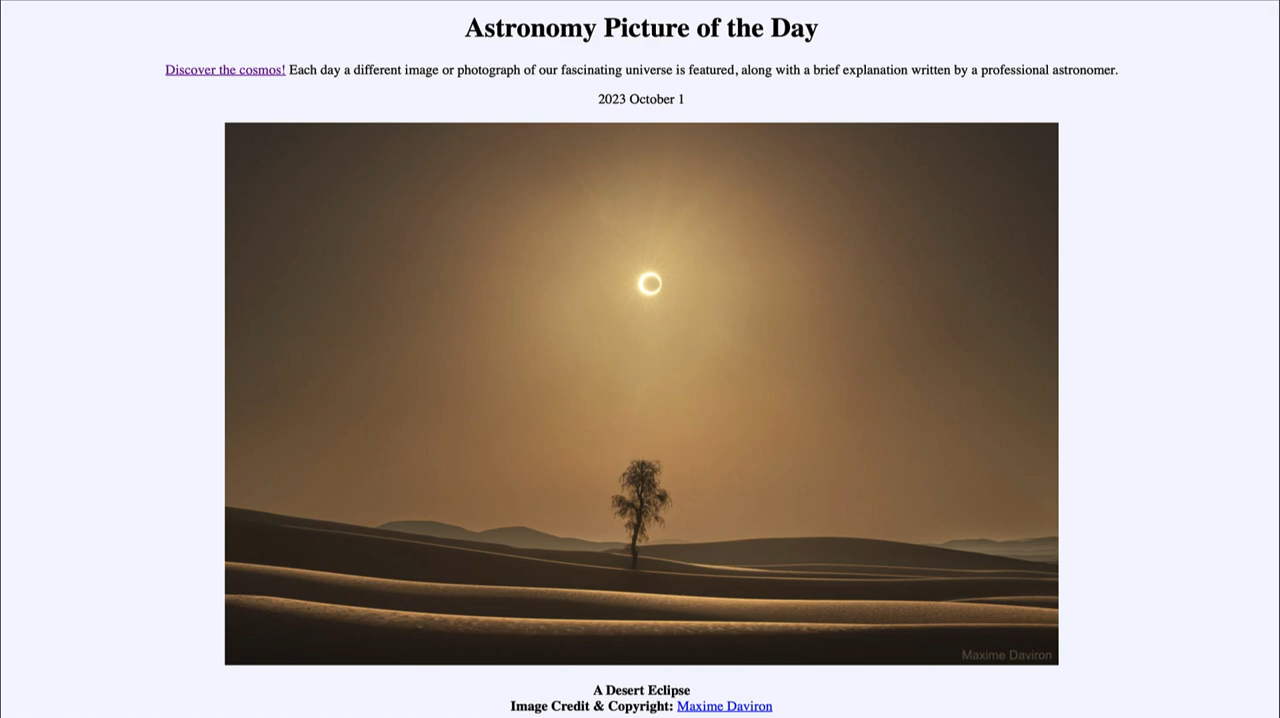 Astronomy Picture of the Day
Discover the cosmos! Each day a different image or photograph of our fascinating universe is featured, along with a brief explanation written by a professional astronomer.
2023 October 1
Maxime Daviron
A Desert Eclipse
Image Credit & Copyright: Maxime Daviron